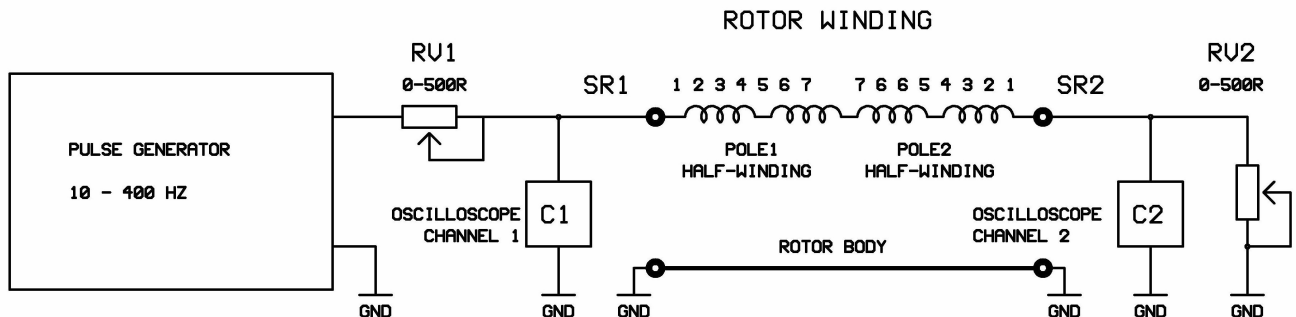 ROTOR WINDING
RV1
0-500R
SR1
1 2 3 4 5 6 7
7 6 6 5 4 3 2 1
SR2
RV2
0-500R
PULSE GENERATOR
10 - 400 HZ
POLE1
HALF-WINDING
POLE2
HALF-WINDING
OSCILLOSCOPE
CHANNEL 1
C1
OSCILLOSCOPE
CHANNEL 2
C2
ROTOR BODY
GND
GND
GND
GND
GND
GND